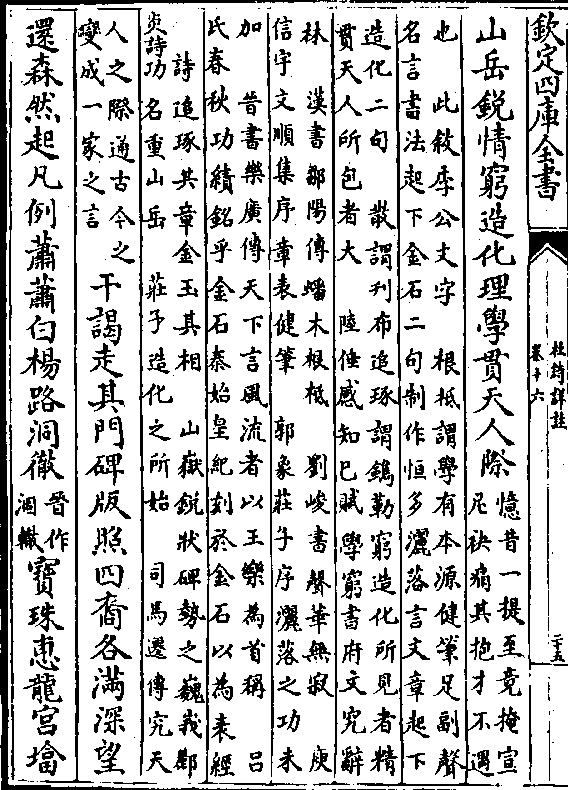 欽定四庫全書
杜詩詳註
卷十六
二十五
山岳銳情窮造化理學貫天人際
憶昔一提至竟掩宣
尼袂痛其抱才不遇
也　此敘李公文字　根柢謂學有本源健筆足副聲
名言書法起下金石二句制作恒多灑落言文章起下
造化二句　散謂刋布追琢謂鐫勒窮造化所見者精
貫天人所包者大　陸倕感知已賦學窮書府文究辭
林　漢書鄒陽傳蟠木根柢　劉峻書聲華無寂　庾
信宇文順集序章表健筆　郭象莊子序灑落之功未
加　晉書樂廣傳天下言風流者以王樂為首稱　吕
氏春秋功績銘乎金石秦始皇紀刻於金石以為表經
詩追琢其章金玉其相　山嶽銳狀碑勢之巍峩鄭
炎詩功名重山岳　莊子造化之所始　司馬遷傳究天
人之際通古今之
變成一家之言
干謁走其門碑版照四裔各滿深望
還森然起凡例蕭蕭白楊路洞徹
晉作
洄轍
寶珠惠龍宮塔